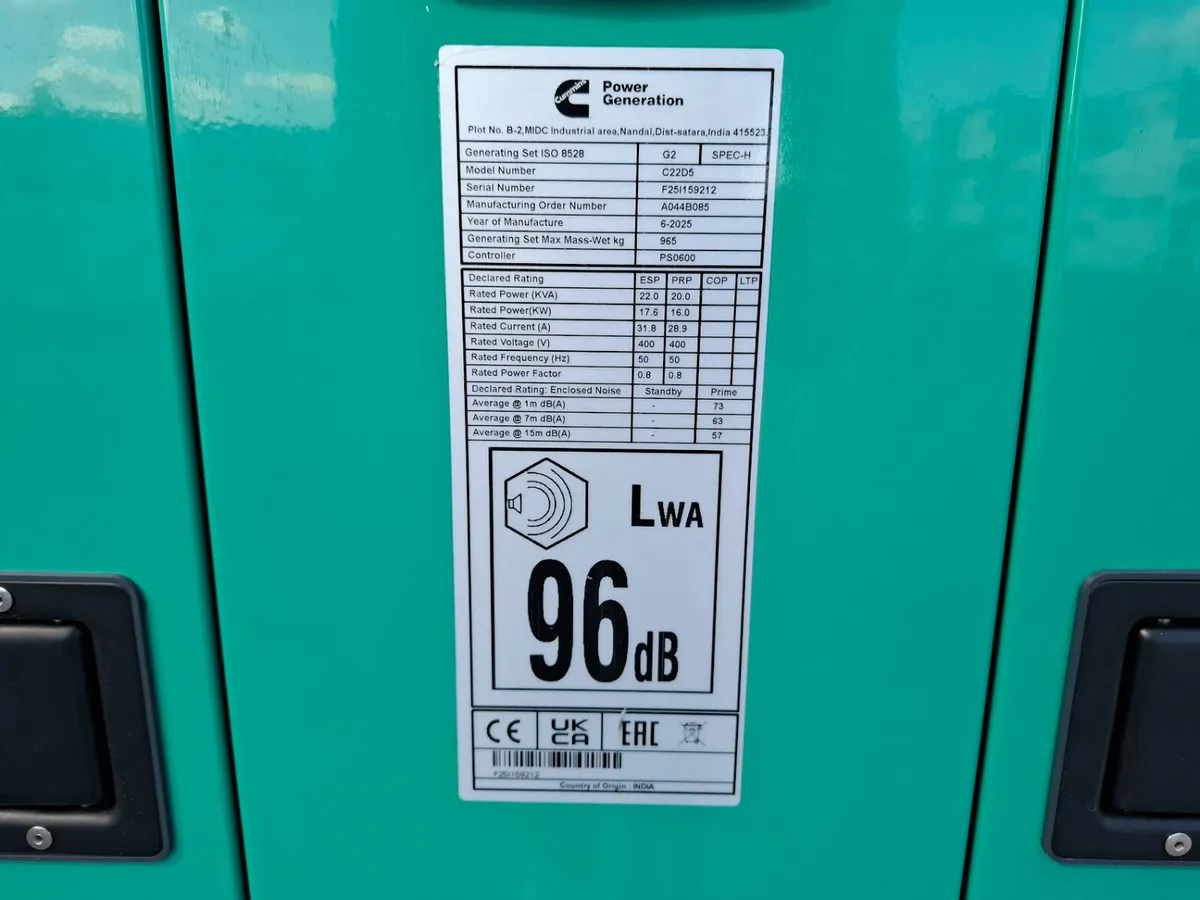 Cummins
Power
Generation
Plot No. B-2,MIDC Industrial area,Nandal,Dist-satara,India 415523.
Generating Set ISO 8528 G2 SPEC-H
Model Number C22D5
Serial Number F25I159212
Manufacturing Order Number A044B085
Year of Manufacture 6-2025
Generating Set Max Mass-Wet kg 965
Controller PS0600
Declared Rating ESP PRP COP LTP
Rated Power (KVA) 22.0 20.0
Rated Power(KW) 17.6 16.0
Rated Current (A) 31.8 28.9
Rated Voltage (V) 400 400
Rated Frequency (Hz) 50 50
Rated Power Factor 0.8 0.8
Declared Rating: Enclosed Noise Standby Prime
Average @ 1m dB(A) - 73
Average @ 7m dB(A) - 63
Average @ 15m dB(A) - 57
LWA
96 dB
CE UK CA EAC
F25I159212
Country of Origin : INDIA